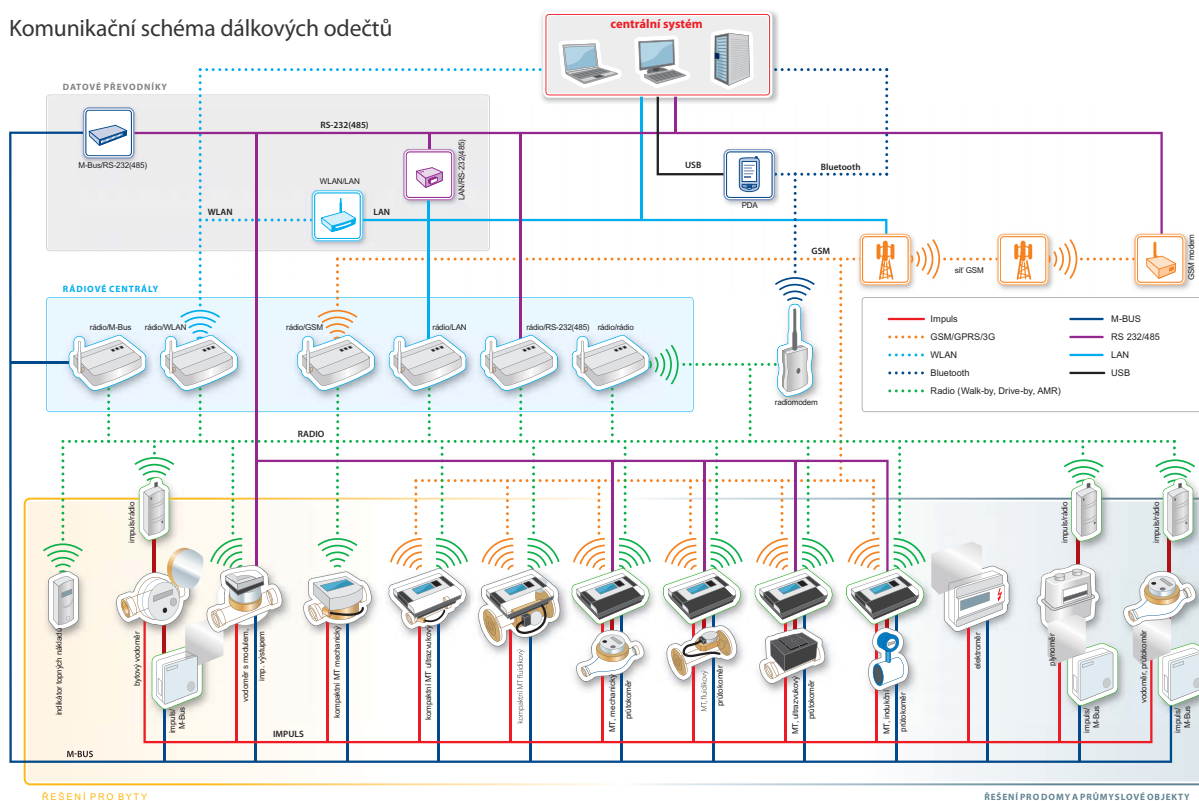 Komunikační schéma dálkových odečtů
centrální systém
DATOVÉ PŘEVODNÍKY
RS-232(485)
M-Bus/RS-232(485)
LAN/RS-232(485)
WLAN/LAN
WLAN
LAN
USB
Bluetooth
PDA
GSM
síť GSM
GSM modem
RÁDIOVÉ CENTRÁLY
rádio/M-Bus
rádio/WLAN
rádio/GSM
rádio/LAN
rádio/RS-232(485)
rádio/rádio
radiomodem
Impuls
GSM/GPRS/3G
WLAN
Bluetooth
Radio (Walk-by, Drive-by, AMR)
M-BUS
RS 232/485
LAN
USB
RADIO
impuls/rádio
impuls/rádio
impuls/rádio
indikátor topných nákladů
bytový vodoměr
impuls/
M-Bus
vodoměr s modulem
imp. výstupem
kompaktní MT mechanický
kompaktní MT ultrazvukový
kompaktní MT fluidikový
MT, mechanický
průtokoměr
MT, fluidikový
průtokoměr
MT, ultrazvukový
průtokoměr
MT, indukční
průtokoměr
elektroměr
plynoměr
impuls/
M-Bus
vodoměr, průtokoměr
impuls/
M-Bus
IMPULS
M-BUS
ŘEŠENÍ PRO BYTY
ŘEŠENÍ PRO DOMY A PRŮMYSLOVÉ OBJEKTY